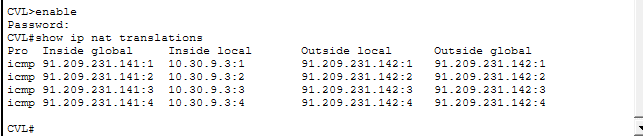 CVL>enable
Password:
CVL#show ip nat translations
Pro  Inside global     Inside local       Outside local      Outside global
icmp 91.209.231.141:1  10.30.9.3:1        91.209.231.142:1   91.209.231.142:1
icmp 91.209.231.141:2  10.30.9.3:2        91.209.231.142:2   91.209.231.142:2
icmp 91.209.231.141:3  10.30.9.3:3        91.209.231.142:3   91.209.231.142:3
icmp 91.209.231.141:4  10.30.9.3:4        91.209.231.142:4   91.209.231.142:4
CVL#